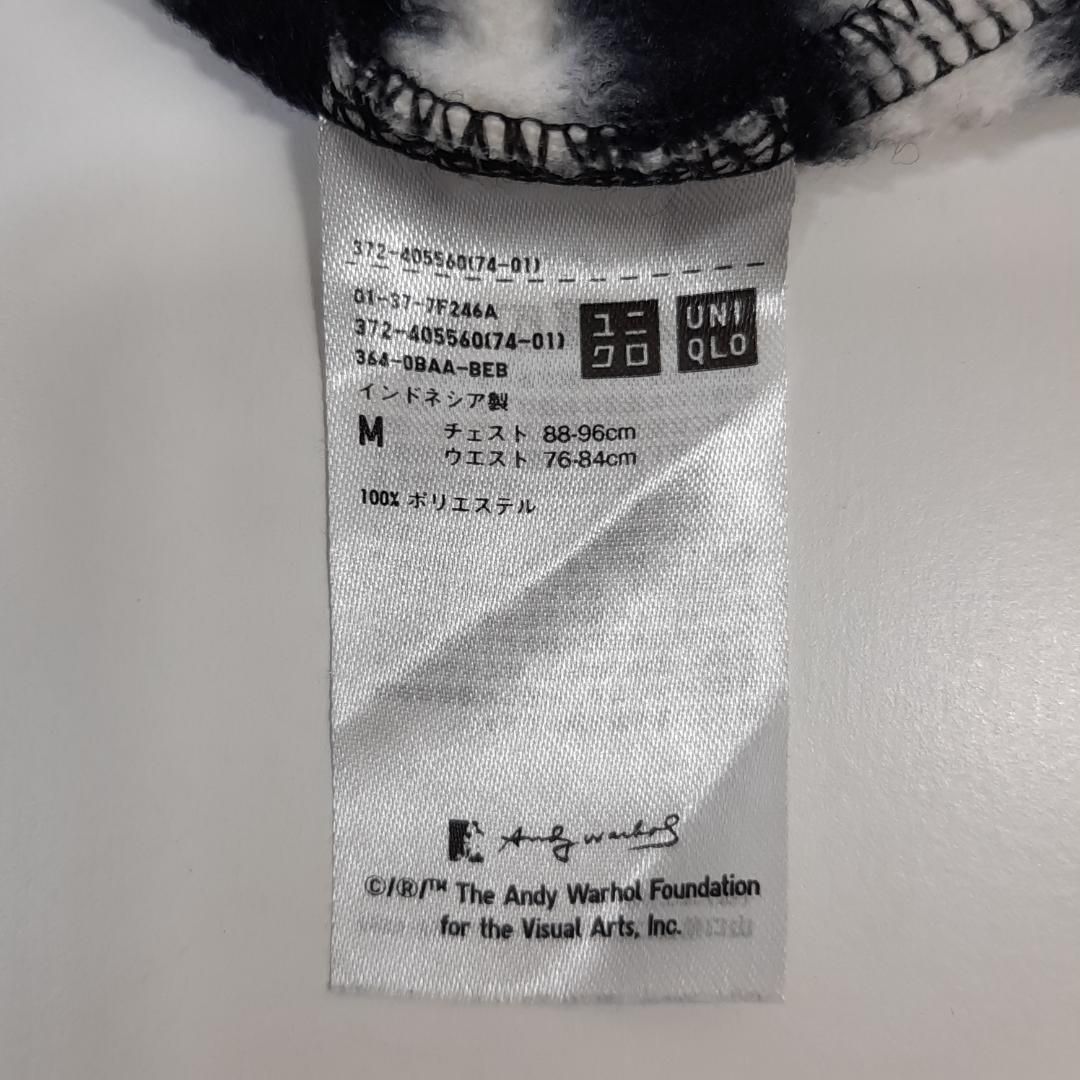 372-405560(74-01)
01-37-7F246A
372-405560(74-01)
364-0BAA-BEB
ユニ
クロ
UNI
QLO
インドネシア製
M
チェスト 88-96cm
ウエスト 76-84cm
100% ポリエステル
Andy Warhol
©/®/™ The Andy Warhol Foundation
for the Visual Arts, Inc.